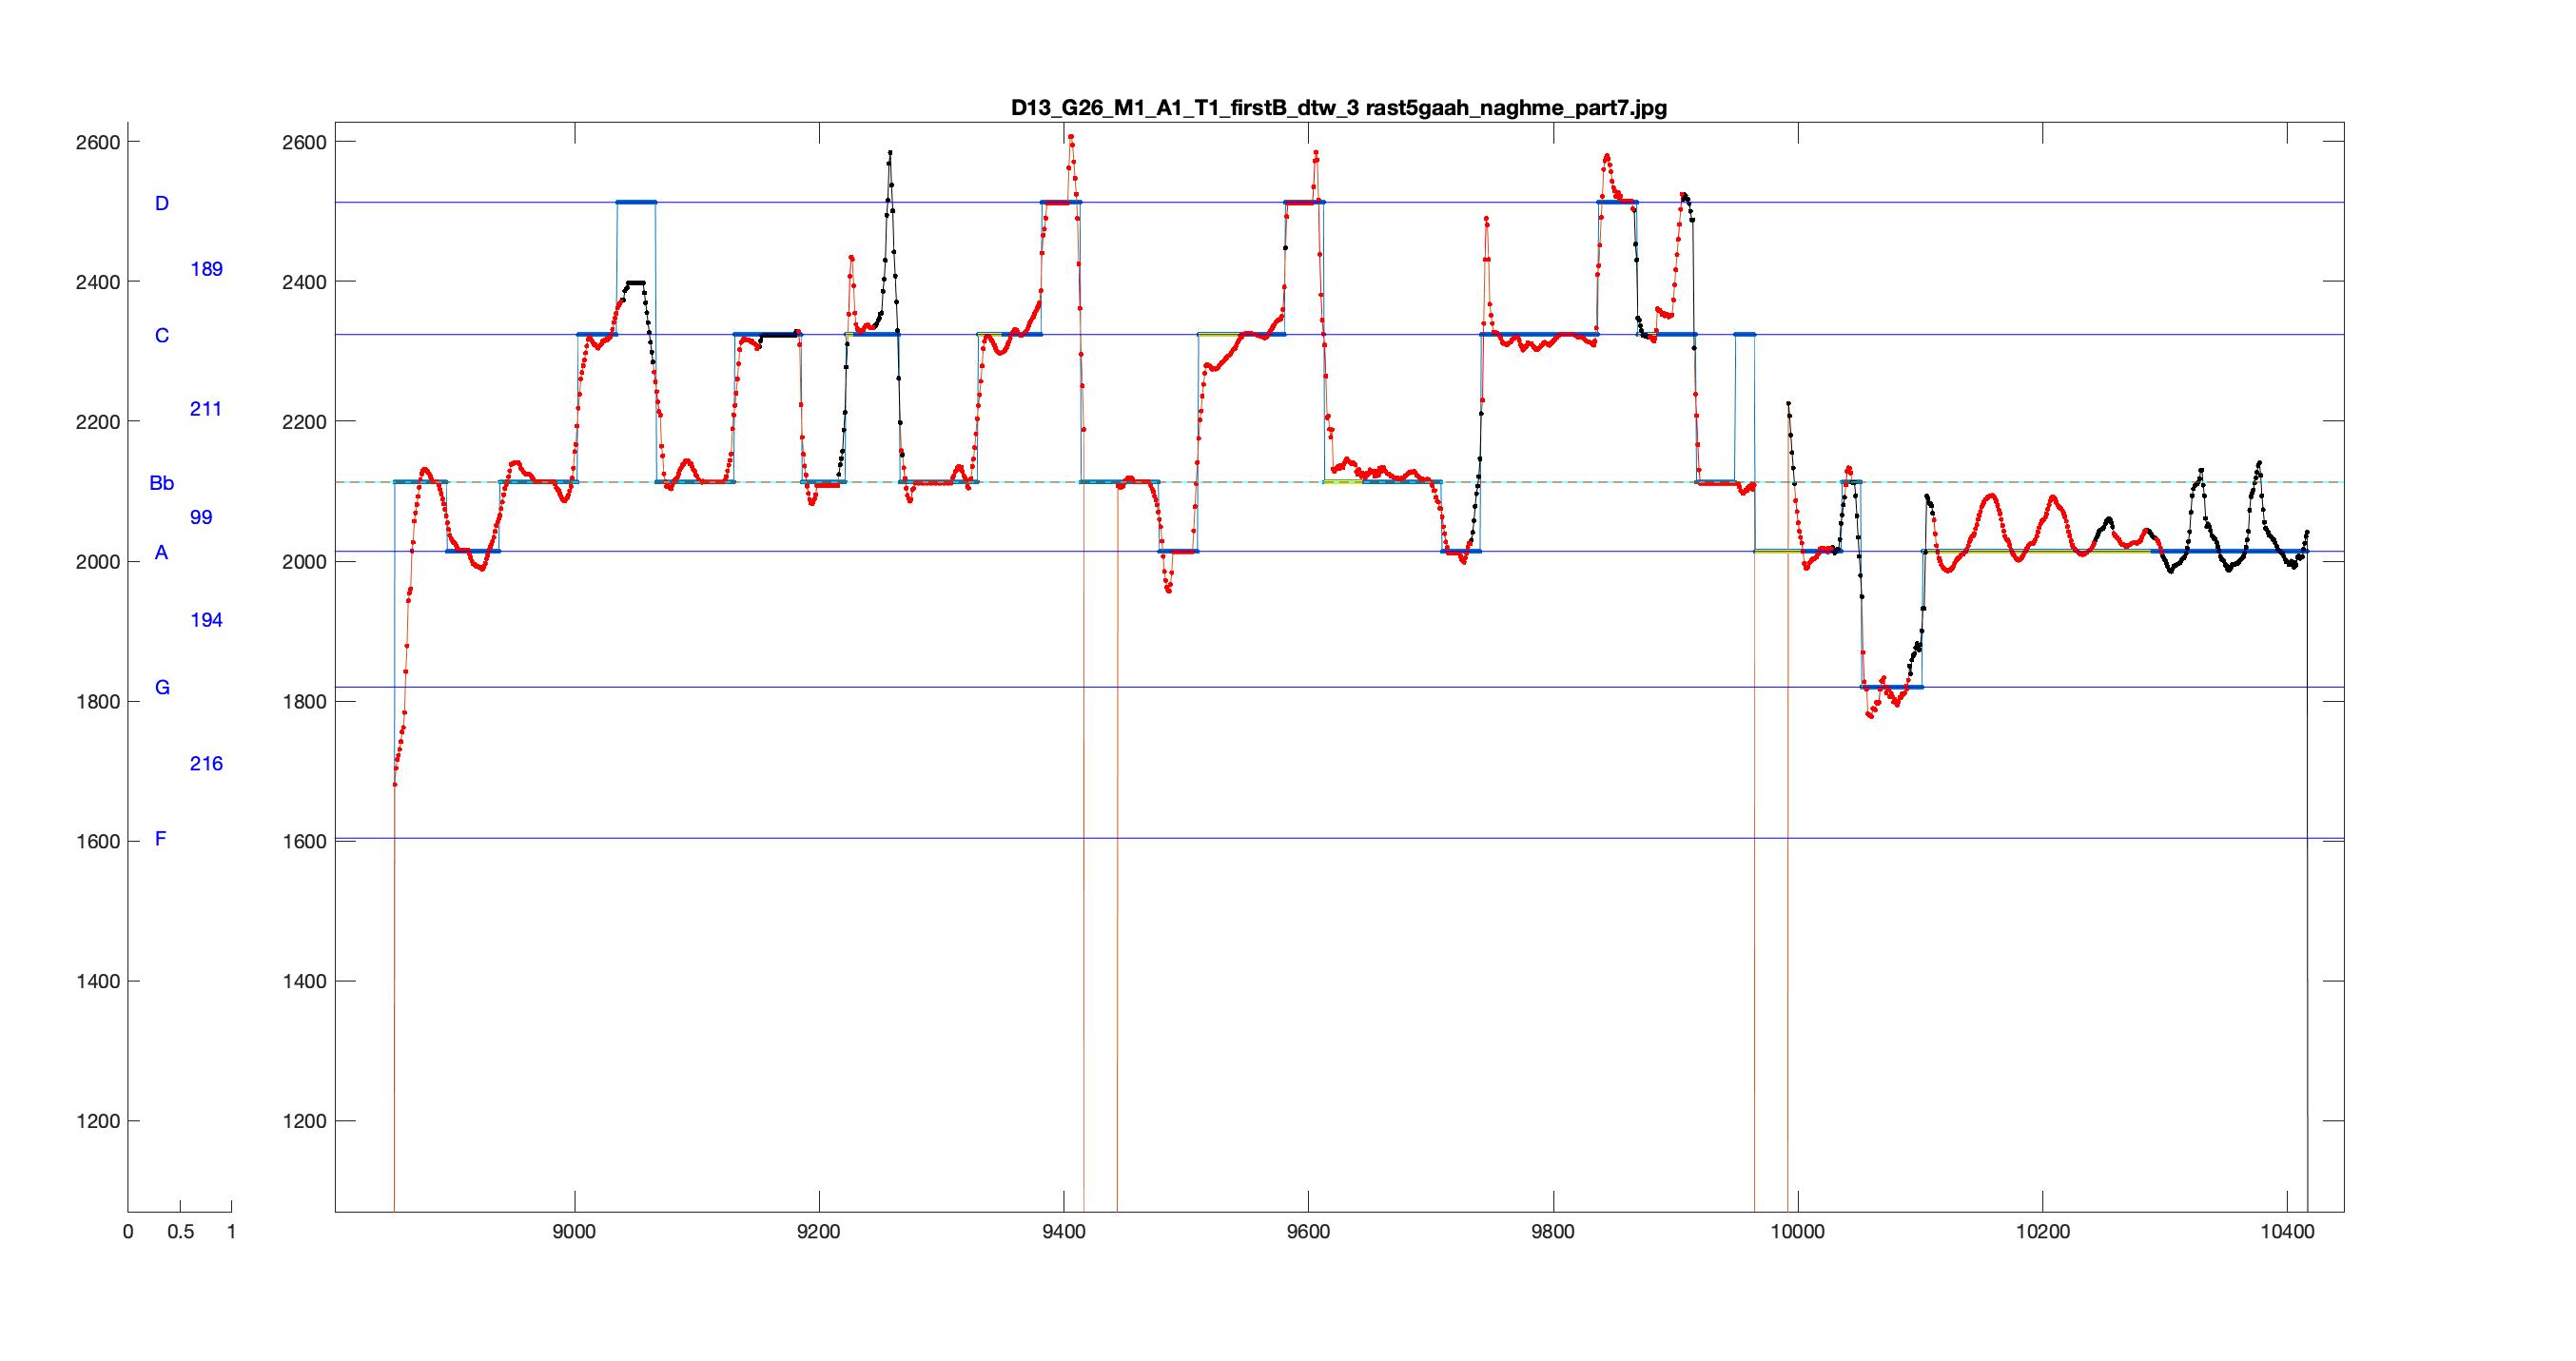 D13_G26_M1_A1_T1_firstB_dtw_3 rast5gaah_naghme_part7.jpg
2600 2600
D
189
2400 2400
C
211
2200 2200
Bb
99
A
2000 2000
194
G
1800 1800
216
F
1600 1600
1400 1400
1200 1200
0 0.5 1 9000 9200 9400 9600 9800 10000 10200 10400